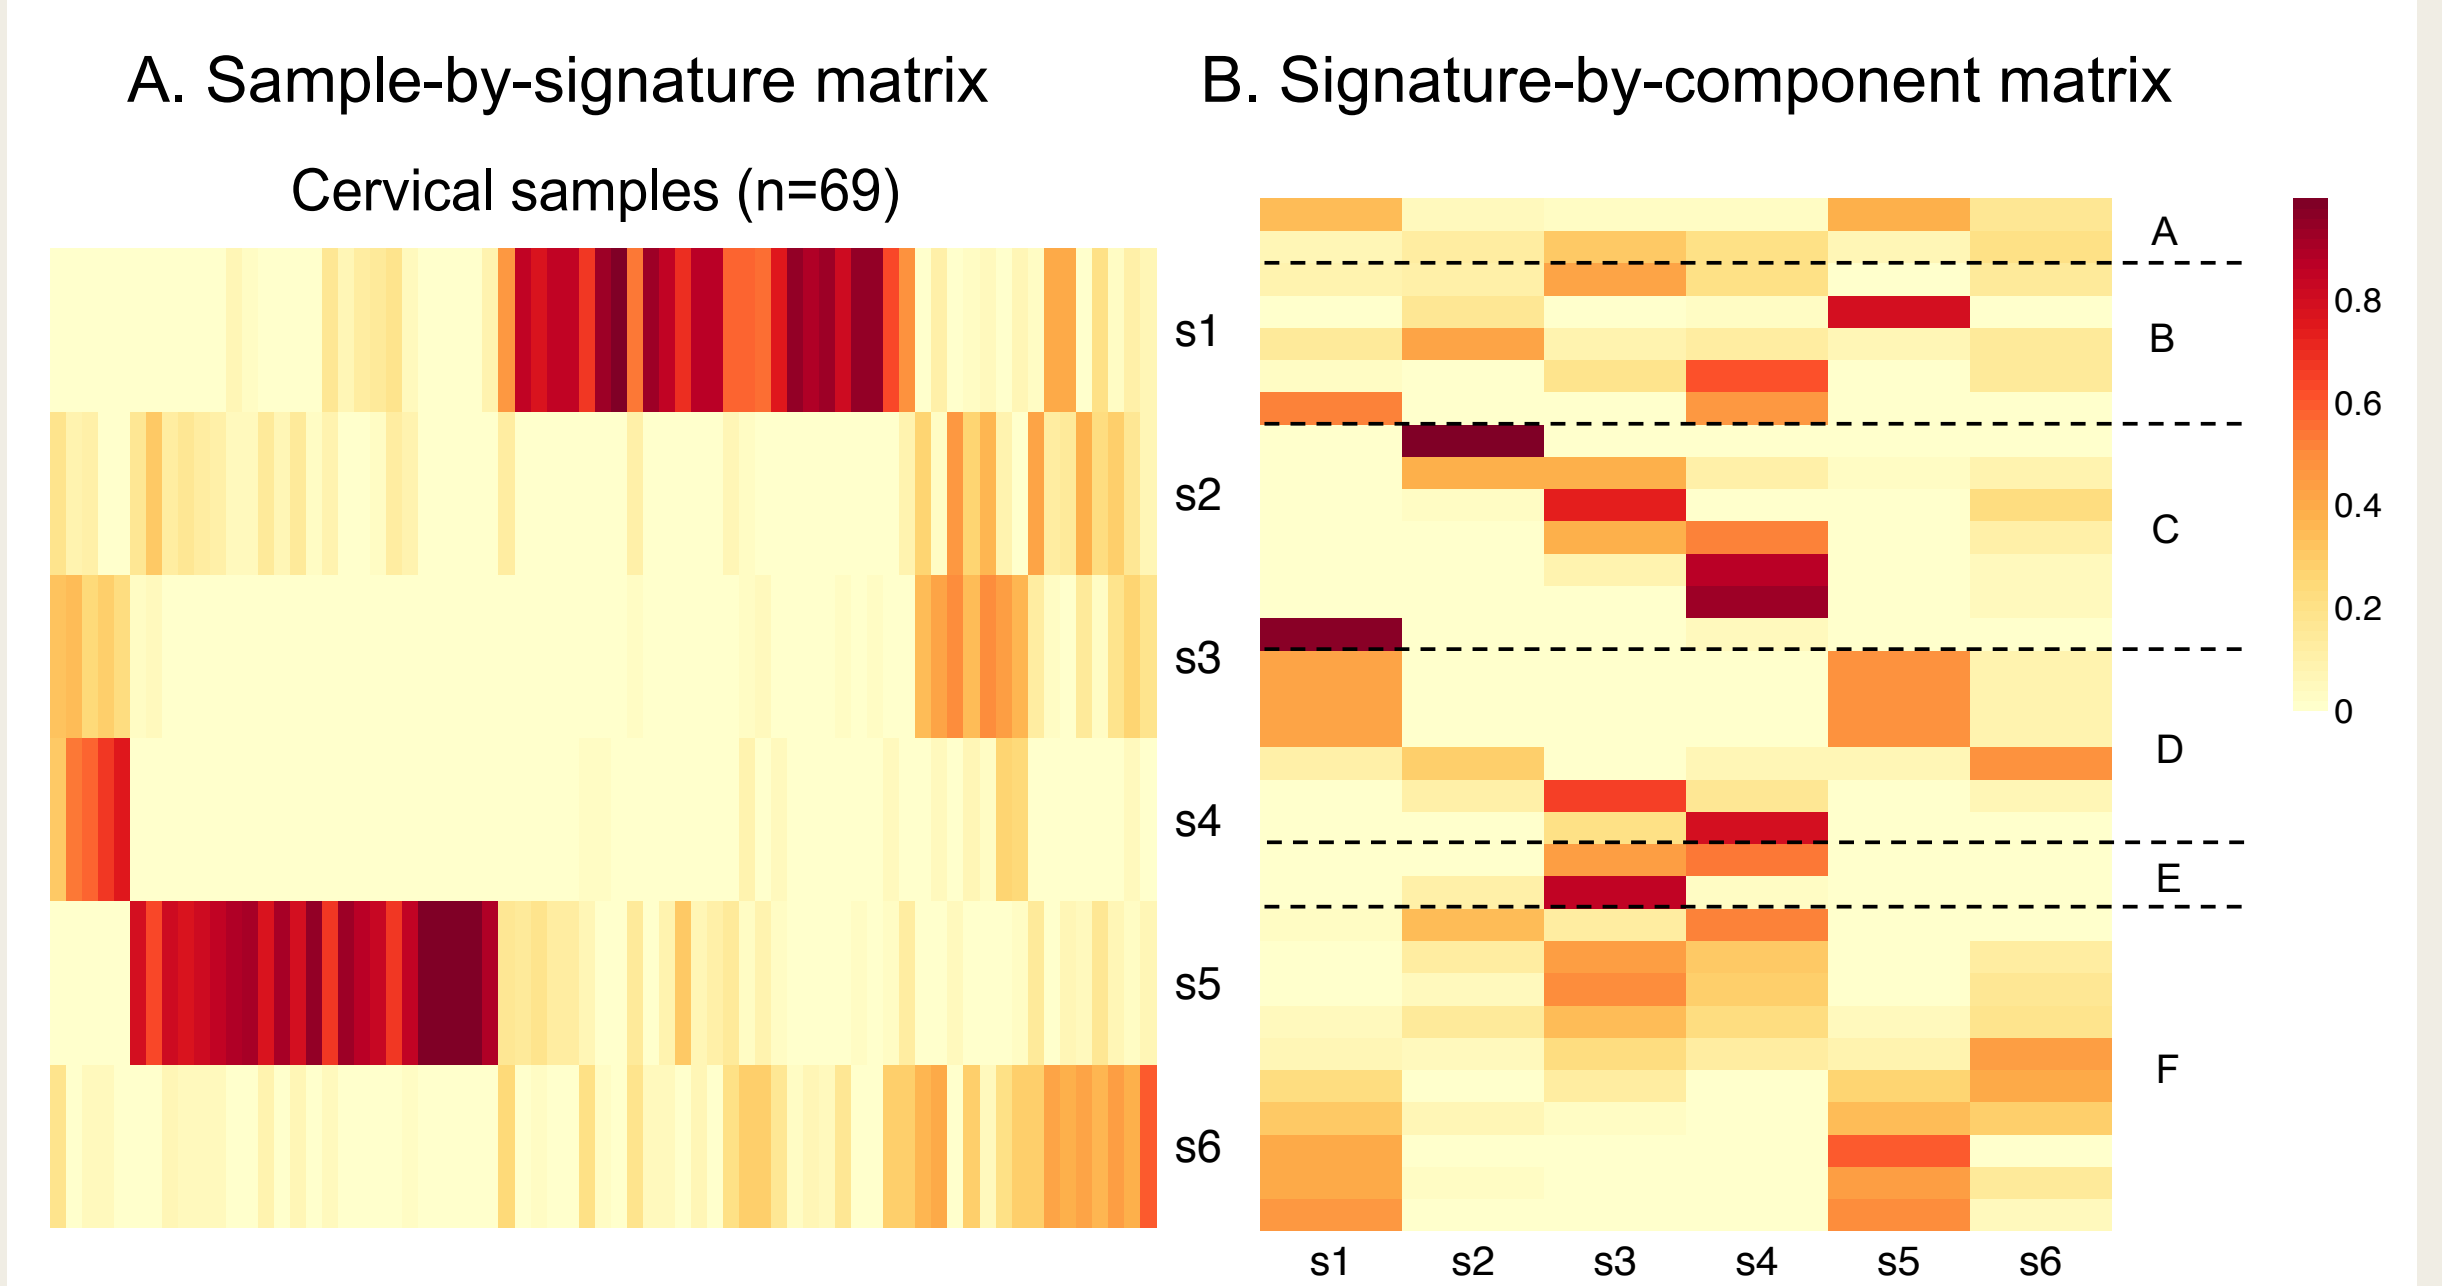 A. Sample-by-signature matrix
Cervical samples (n=69)
s1
s2
s3
s4
s5
s6
B. Signature-by-component matrix
A
B
C
D
E
F
s1 s2 s3 s4 s5 s6
0.8
0.6
0.4
0.2
0